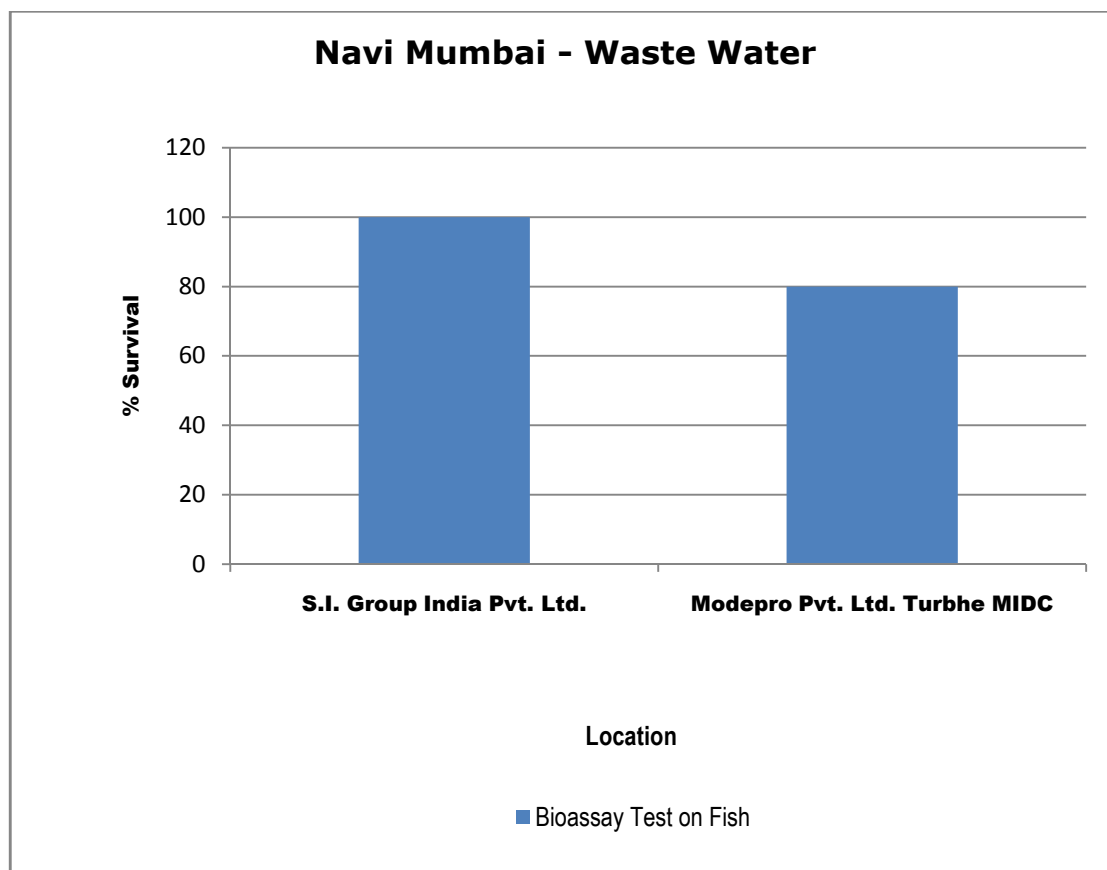 Navi Mumbai - Waste Water
120
100
80
60
40
20
0
% Survival
S.I. Group India Pvt. Ltd.
Modepro Pvt. Ltd. Turbhe MIDC
Location
Bioassay Test on Fish